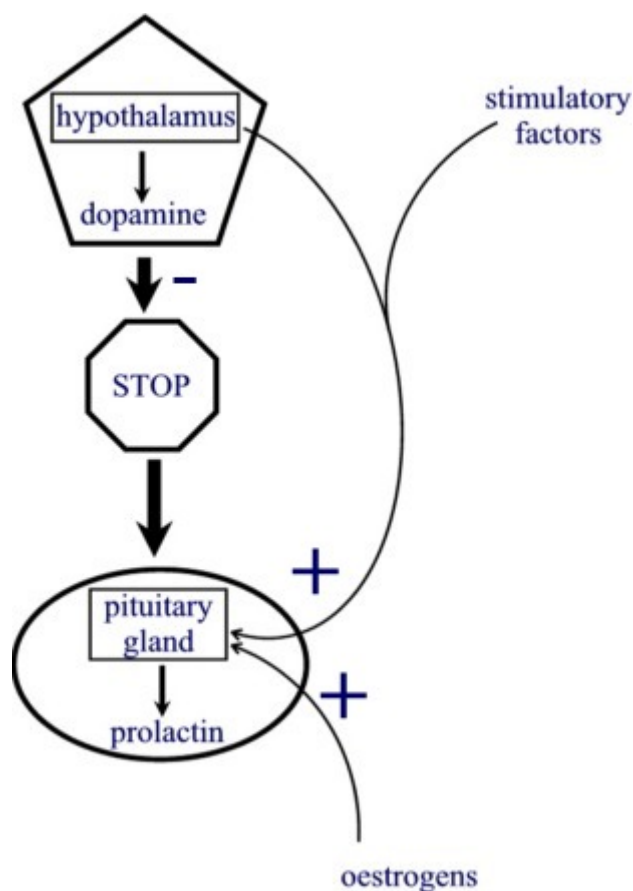 hypothalamus
stimulatory
factors
dopamine
-
STOP
+
pituitary
gland
+
prolactin
oestrogens